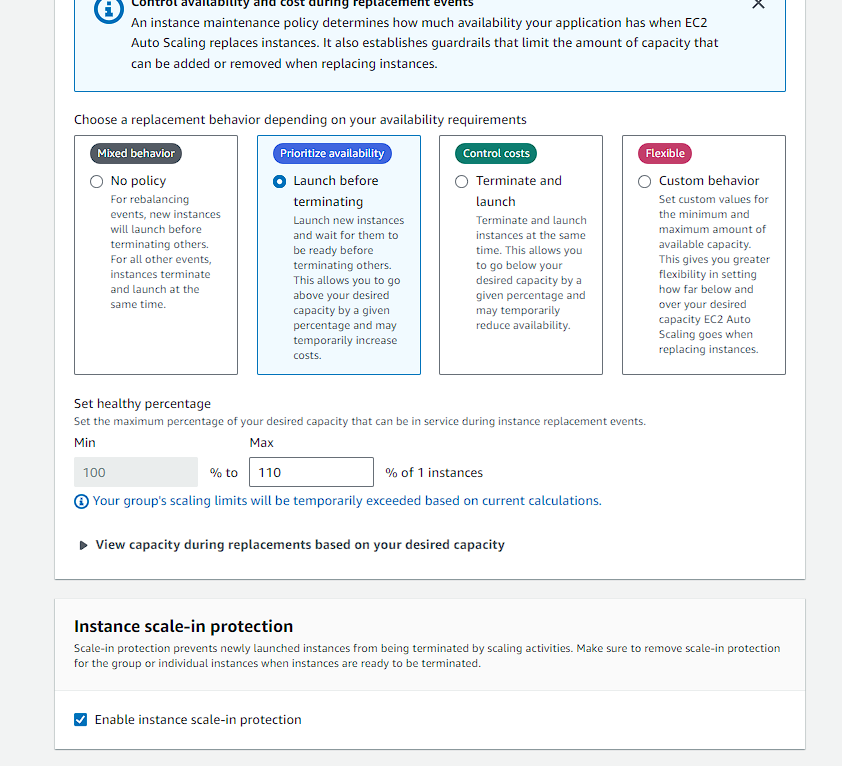 Control availability and cost during replacement events
An instance maintenance policy determines how much availability your application has when EC2
Auto Scaling replaces instances. It also establishes guardrails that limit the amount of capacity that
can be added or removed when replacing instances.
Choose a replacement behavior depending on your availability requirements
Mixed behavior
No policy
For rebalancing
events, new instances
will launch before
terminating others.
For all other events,
instances terminate
and launch at the
same time.
Prioritize availability
Launch before
terminating
Launch new instances
and wait for them to
be ready before
terminating others.
This allows you to go
above your desired
capacity by a given
percentage and may
temporarily increase
costs.
Control costs
Terminate and
launch
Terminate and launch
instances at the same
time. This allows you
to go below your
desired capacity by a
given percentage and
may temporarily
reduce availability.
Flexible
Custom behavior
Set custom values for
the minimum and
maximum amount of
available capacity.
This gives you greater
flexibility in setting
how far below and
over your desired
capacity EC2 Auto
Scaling goes when
replacing instances.
Set healthy percentage
Set the maximum percentage of your desired capacity that can be in service during instance replacement events.
Min Max
100 % to 110 % of 1 instances
Your group's scaling limits will be temporarily exceeded based on current calculations.
View capacity during replacements based on your desired capacity
Instance scale-in protection
Scale-in protection prevents newly launched instances from being terminated by scaling activities. Make sure to remove scale-in protection
for the group or individual instances when instances are ready to be terminated.
Enable instance scale-in protection